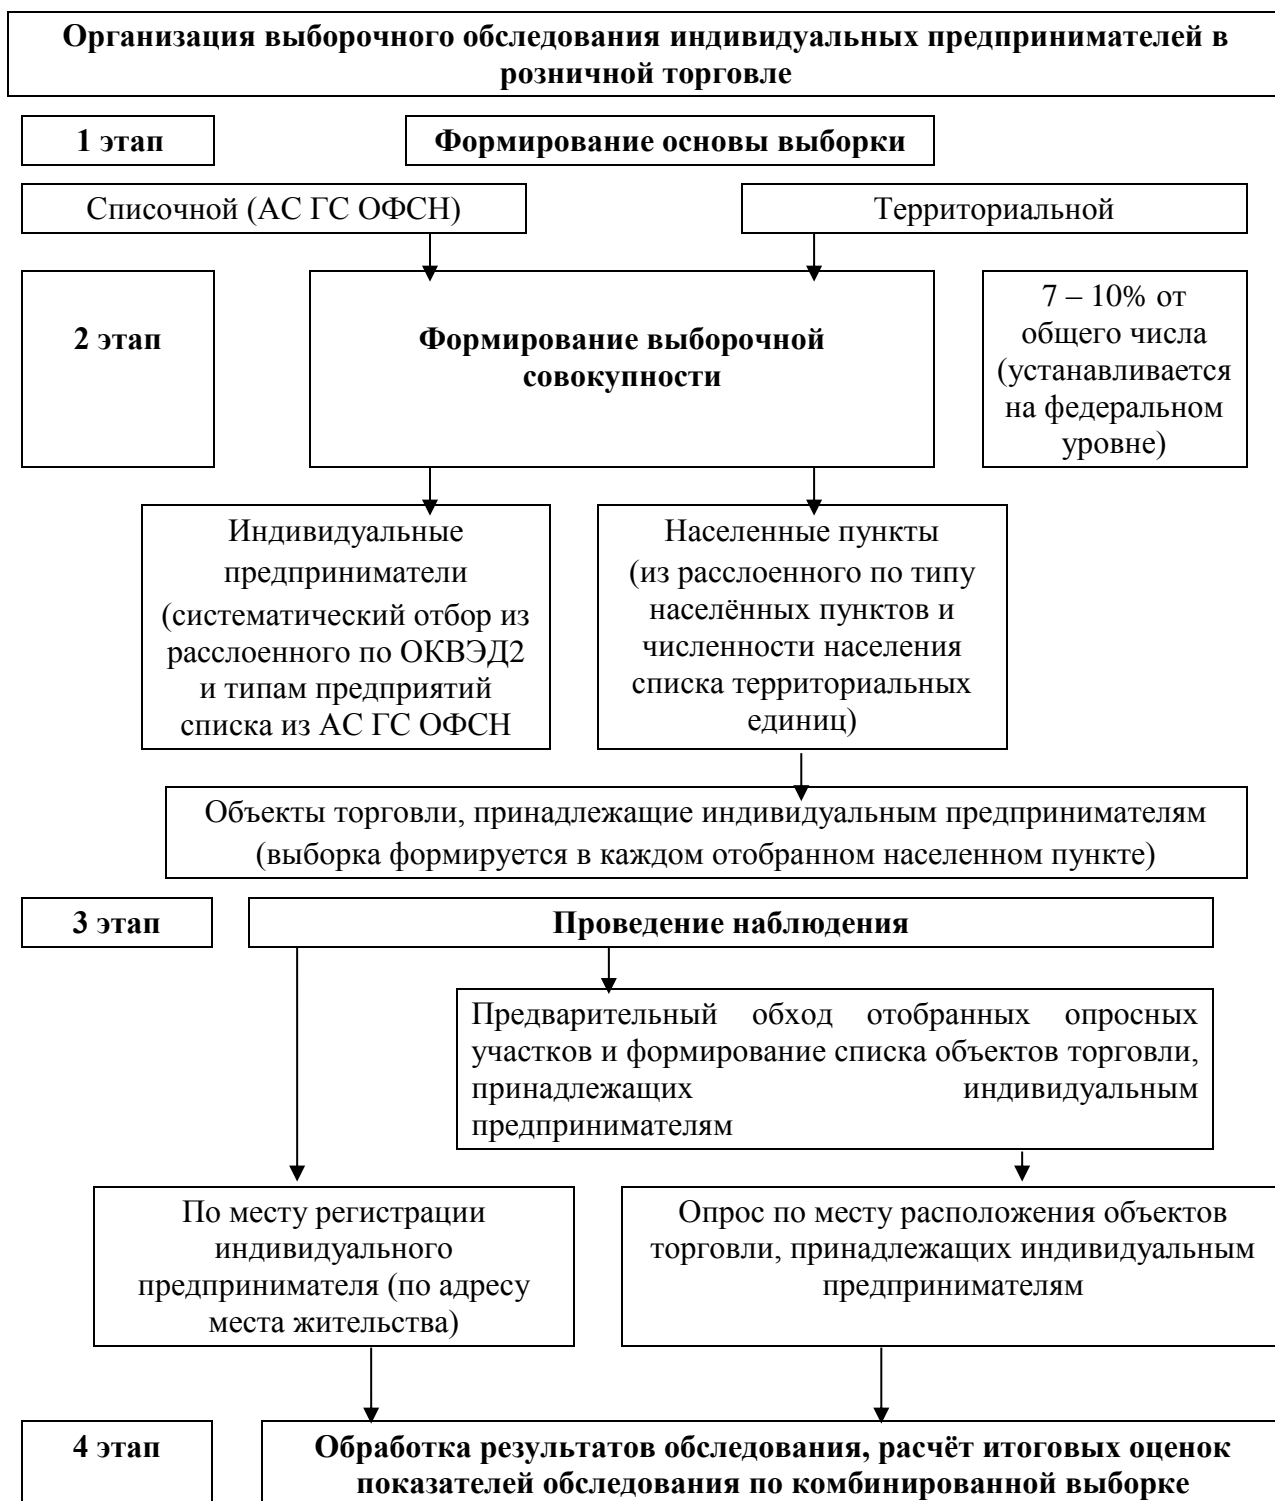 Организация выборочного обследования индивидуальных предпринимателей в
розничной торговле
1 этап
Формирование основы выборки
Списочной (АС ГС ОФСН)
Территориальной
2 этап
Формирование выборочной
совокупности
7 – 10% от
общего числа
(устанавливается
на федеральном
уровне)
Индивидуальные
предприниматели
(систематический отбор из
расслоенного по ОКВЭД2
и типам предприятий
списка из АС ГС ОФСН
Населенные пункты
(из расслоенного по типу
населённых пунктов и
численности населения
списка территориальных
единиц)
Объекты торговли, принадлежащие индивидуальным предпринимателям
(выборка формируется в каждом отобранном населенном пункте)
3 этап
Проведение наблюдения
Предварительный обход отобранных опросных
участков и формирование списка объектов торговли,
принадлежащих индивидуальным
предпринимателям
По месту регистрации
индивидуального
предпринимателя (по адресу
места жительства)
Опрос по месту расположения объектов
торговли, принадлежащих индивидуальным
предпринимателям
4 этап
Обработка результатов обследования, расчёт итоговых оценок
показателей обследования по комбинированной выборке